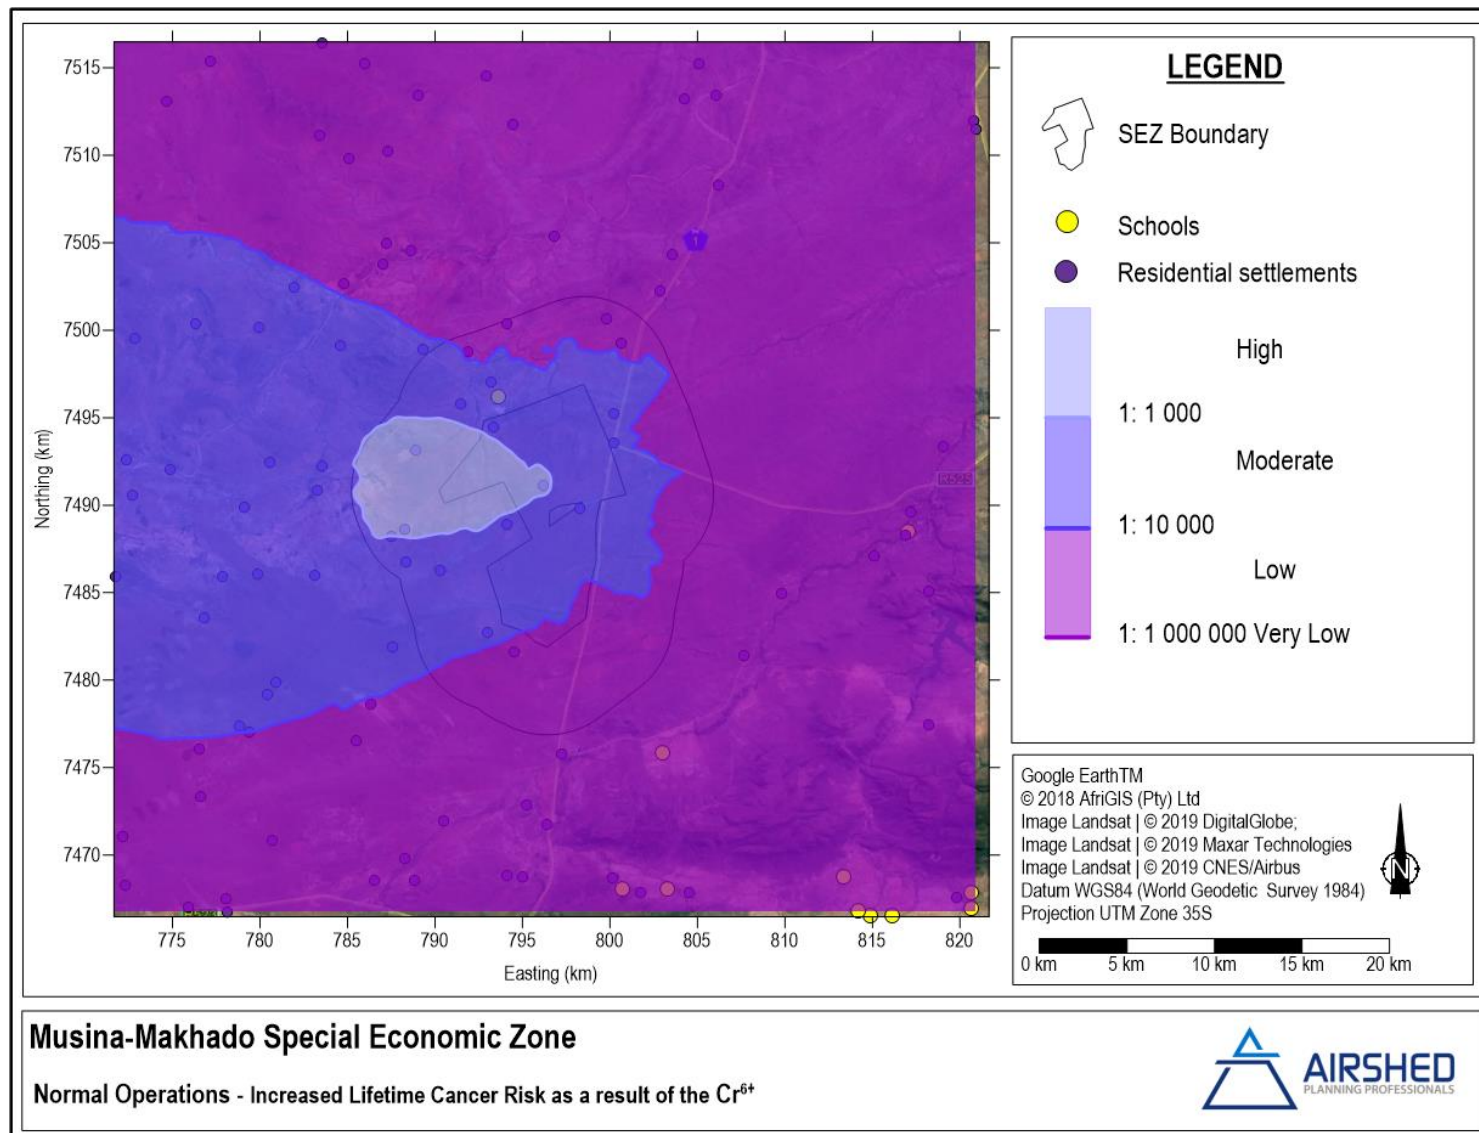 7515
7510
7505
7500
7495
7490
7485
7480
7475
7470
Northing (km)
775
780
785
790
795
800
805
810
815
820
Easting (km)
1
R525
LEGEND
SEZ Boundary
Schools
Residential settlements
High
1: 1 000
Moderate
1: 10 000
Low
1: 1 000 000 Very Low
Google EarthTM
© 2018 AfriGIS (Pty) Ltd
Image Landsat | © 2019 DigitalGlobe;
Image Landsat | © 2019 Maxar Technologies
Image Landsat | © 2019 CNES/Airbus
Datum WGS84 (World Geodetic Survey 1984)
Projection UTM Zone 35S
N
0 km 5 km 10 km 15 km 20 km
Musina-Makhado Special Economic Zone
Normal Operations - Increased Lifetime Cancer Risk as a result of the Cr⁶⁺
AIRSHED
PLANNING PROFESSIONALS